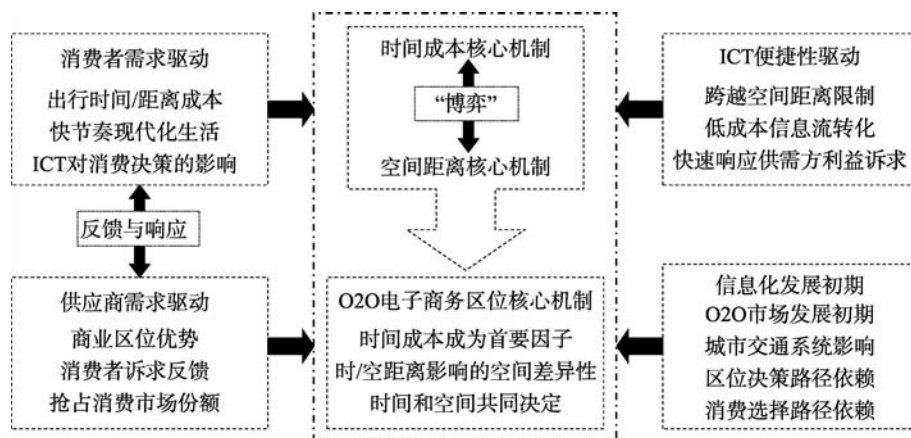 消费者需求驱动
出行时间/距离成本
快节奏现代化生活
ICT对消费决策的影响
反馈与响应
供应商需求驱动
商业区位优势
消费者诉求反馈
抢占消费市场份额
时间成本核心机制
“博弈”
空间距离核心机制
O2O电子商务区位核心机制
时间成本成为首要因子
时/空距离影响的空间差异性
时间和空间共同决定
ICT便捷性驱动
跨越空间距离限制
低成本信息流转化
快速响应供需方利益诉求
信息化发展初期
O2O市场发展初期
城市交通系统影响
区位决策路径依赖
消费选择路径依赖